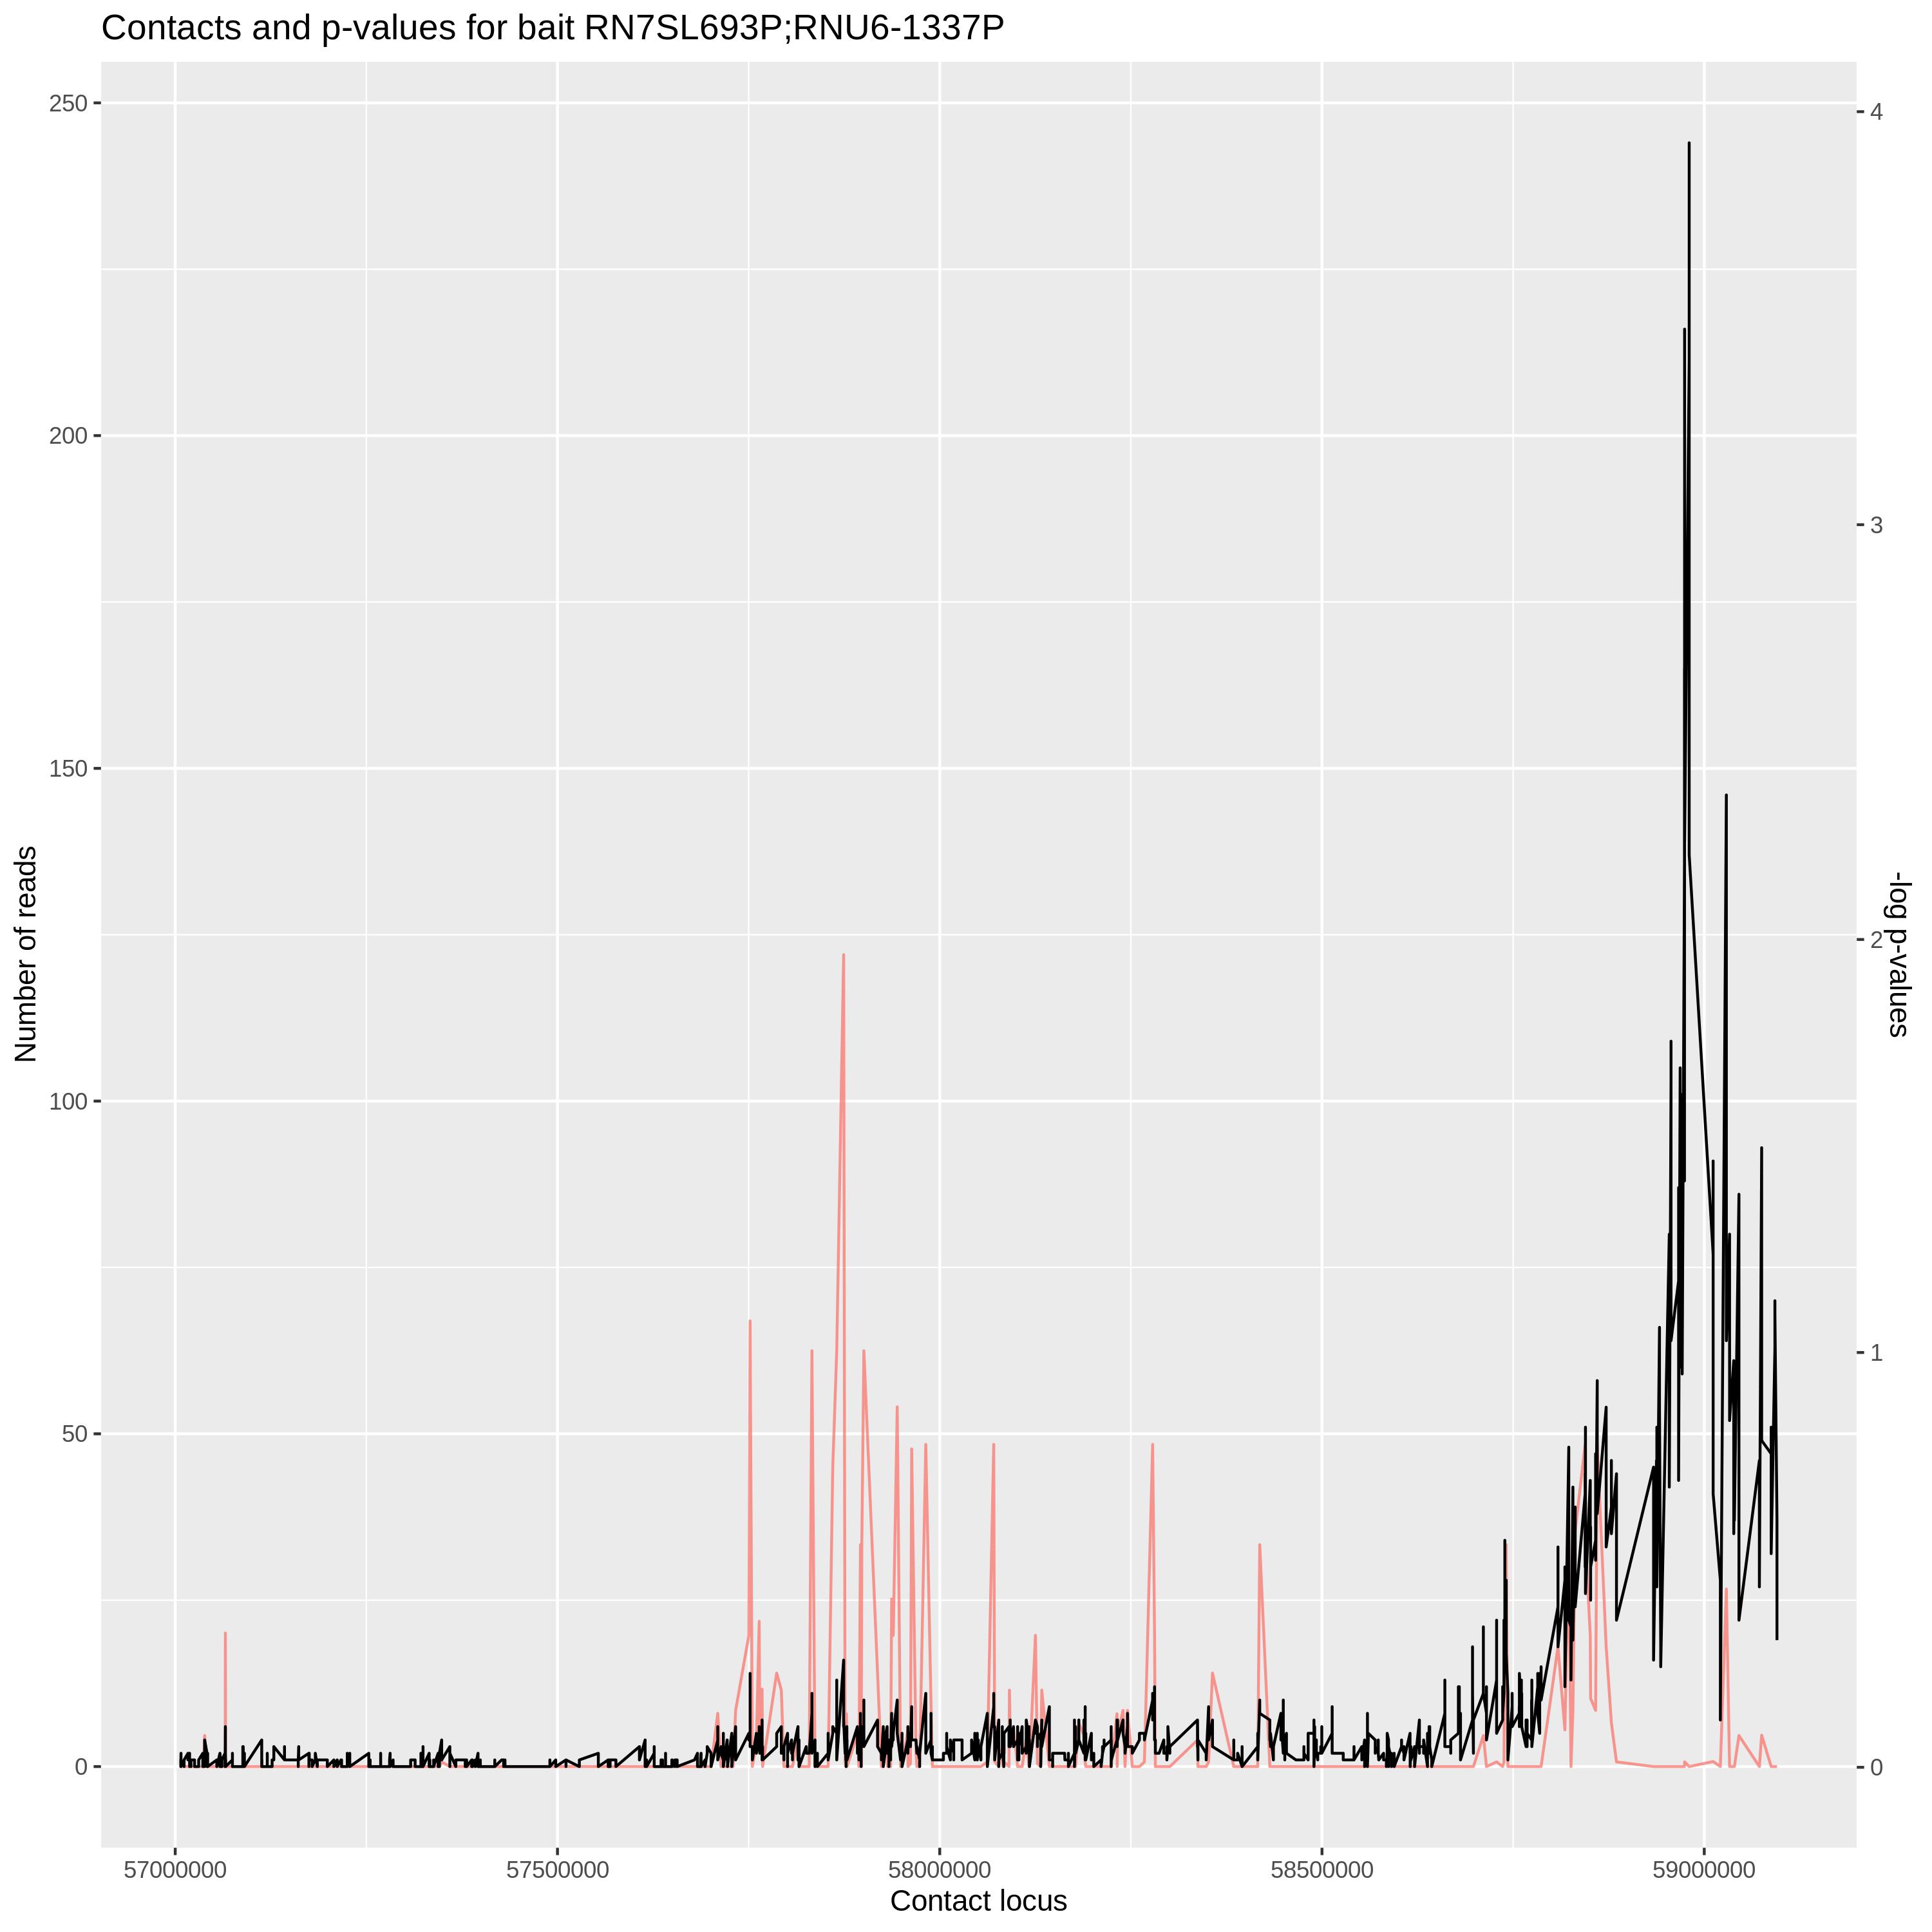 Contacts and p-values for bait RN7SL693P;RNU6-1337P
250
200
150
100
50
0
Number of reads
4
3
2
1
0
-log p-values
57000000 57500000 58000000 58500000 59000000
Contact locus